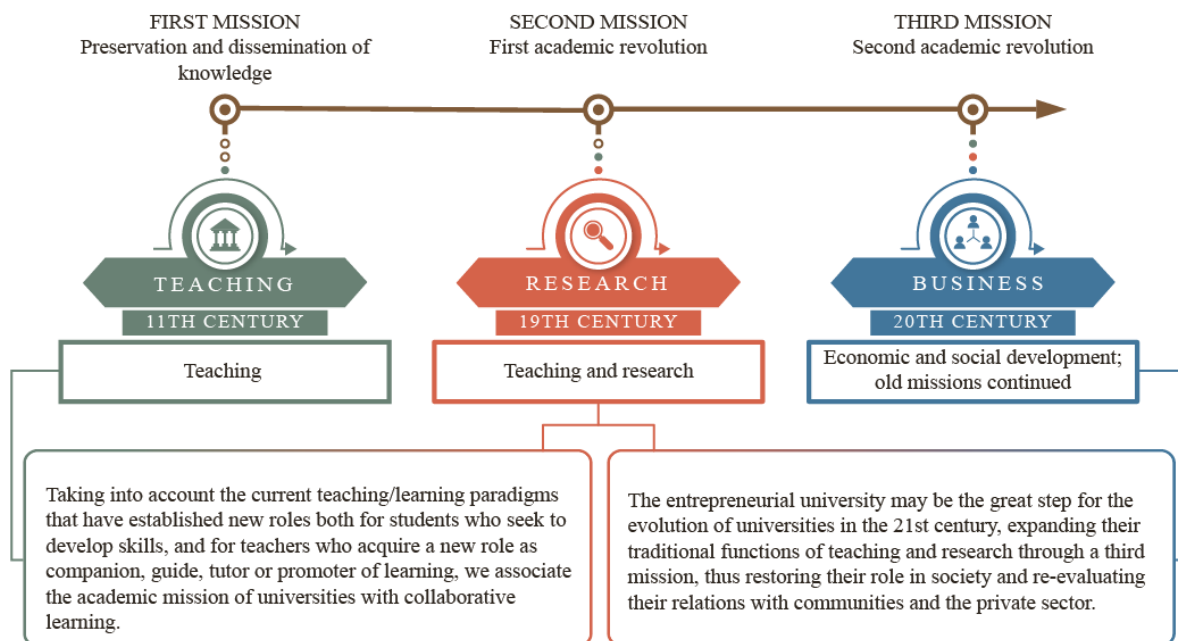 FIRST MISSION
Preservation and dissemination of
knowledge
SECOND MISSION
First academic revolution
THIRD MISSION
Second academic revolution
TEACHING
11TH CENTURY
Teaching
RESEARCH
19TH CENTURY
Teaching and research
BUSINESS
20TH CENTURY
Economic and social development;
old missions continued
Taking into account the current teaching/learning paradigms
that have established new roles both for students who seek to
develop skills, and for teachers who acquire a new role as
companion, guide, tutor or promoter of learning, we associate
the academic mission of universities with collaborative
learning.
The entrepreneurial university may be the great step for the
evolution of universities in the 21st century, expanding their
traditional functions of teaching and research through a third
mission, thus restoring their role in society and re-evaluating
their relations with communities and the private sector.